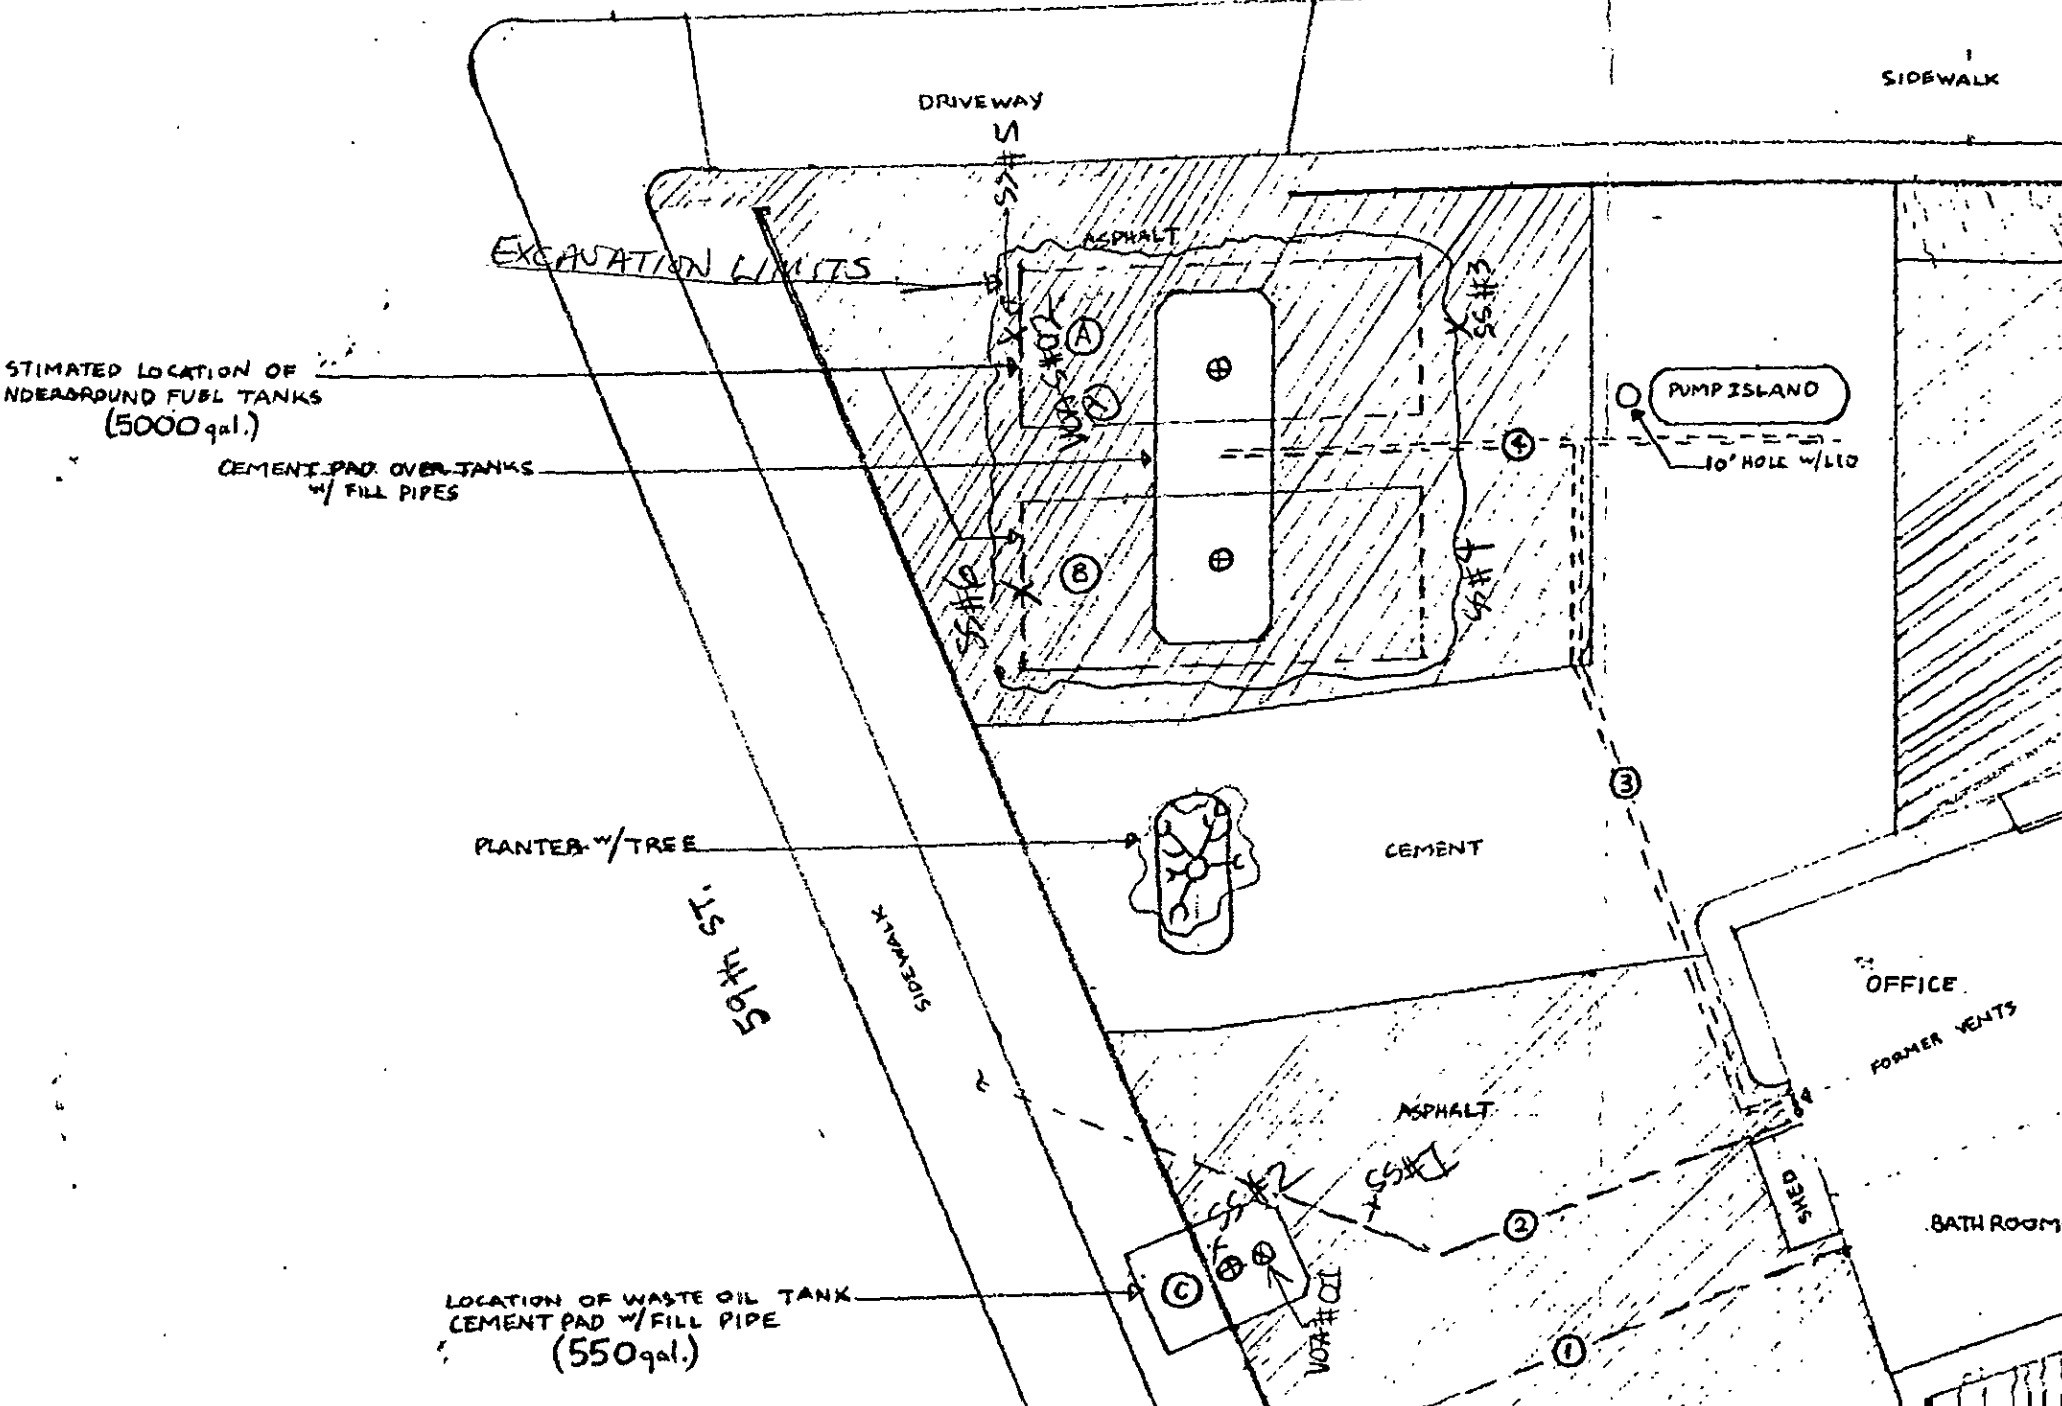 SIDEWALK
DRIVEWAY
SS#5
ASPHALT
EXCAVATION LIMITS
SS#3
A
STIMATED LOCATION OF
NDERGROUND FUEL TANKS
(5000 gal.)
PUMP ISLAND
4
10' HOLE W/LID
CEMENT PAD OVER TANKS
W/ FILL PIPES
B
SS#6
SS#4
3
PLANTER W/TREE
CEMENT
59th ST.
SIDEWALK
OFFICE
FORMER VENTS
ASPHALT
SS#1
SS#2
SHED
2
BATHROOM
C
LOCATION OF WASTE OIL TANK
CEMENT PAD W/FILL PIPE
(550 gal.)
1